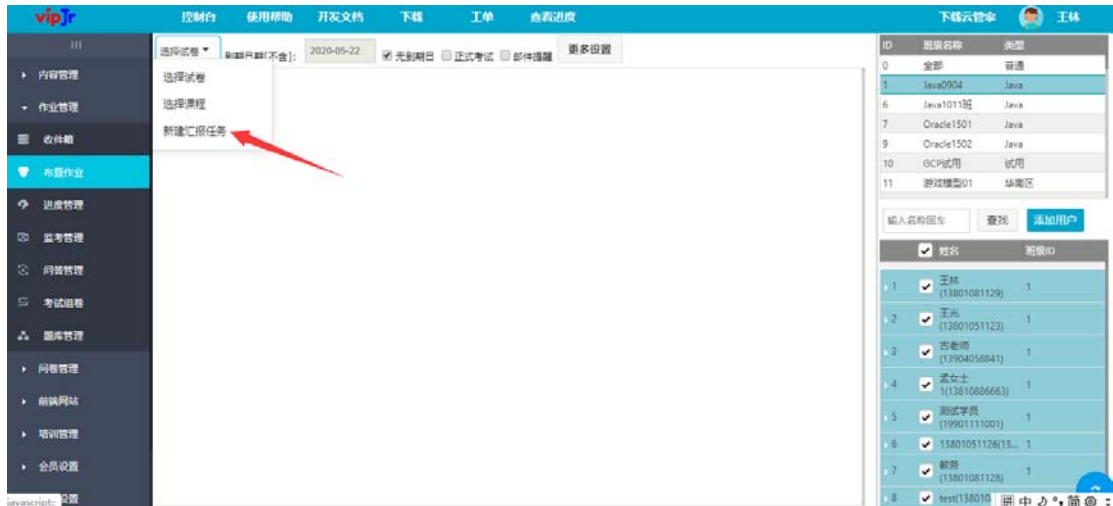 vipJr 控制台 使用帮助 开发文档 下载 工单 查看进度 下载云管家 王林
内容管理
作业管理
收件箱
布置作业
进度管理
监考管理
问答管理
考试组卷
题库管理
问卷管理
前端网站
培训管理
会员设置
设置
javascript:
选择试卷 到期日期[不含]: 2020-05-22 无到期日 正式考试 邮件提醒 更多设置
选择试卷
选择课程
新建汇报任务
ID 班级名称 类型
0 全部 普通
1 Java0904 Java
6 Java1011班 Java
7 Oracle1501 Java
9 Oracle1502 Java
10 GCP试用 试用
11 游戏模型01 华南区
输入名称回车 查找 添加用户
姓名 班级ID
1 王林 1
(13801081129)
2 王光 1
(13801051123)
3 古老师 1
(13904058841)
4 孟女士 1
1(13810886663)
5 测试学员 1
(19901111001)
6 13801051126(13... 1
7 教务 1
(13801081128)
8 test(138010
中 简